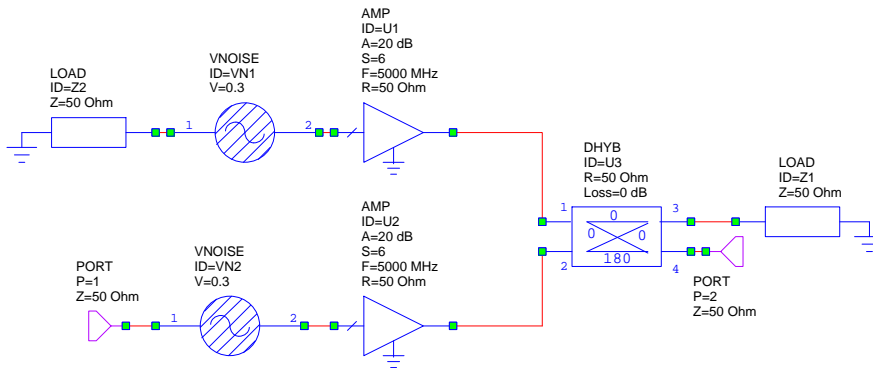 AMP
ID=U1
A=20 dB
S=6
F=5000 MHz
R=50 Ohm
VNOISE
ID=VN1
V=0.3
LOAD
ID=Z2
Z=50 Ohm
1
2
DHYB
ID=U3
R=50 Ohm
Loss=0 dB
LOAD
ID=Z1
Z=50 Ohm
1
3
0
0
0
180
2
4
AMP
ID=U2
A=20 dB
S=6
F=5000 MHz
R=50 Ohm
VNOISE
ID=VN2
V=0.3
PORT
P=1
Z=50 Ohm
1
2
PORT
P=2
Z=50 Ohm